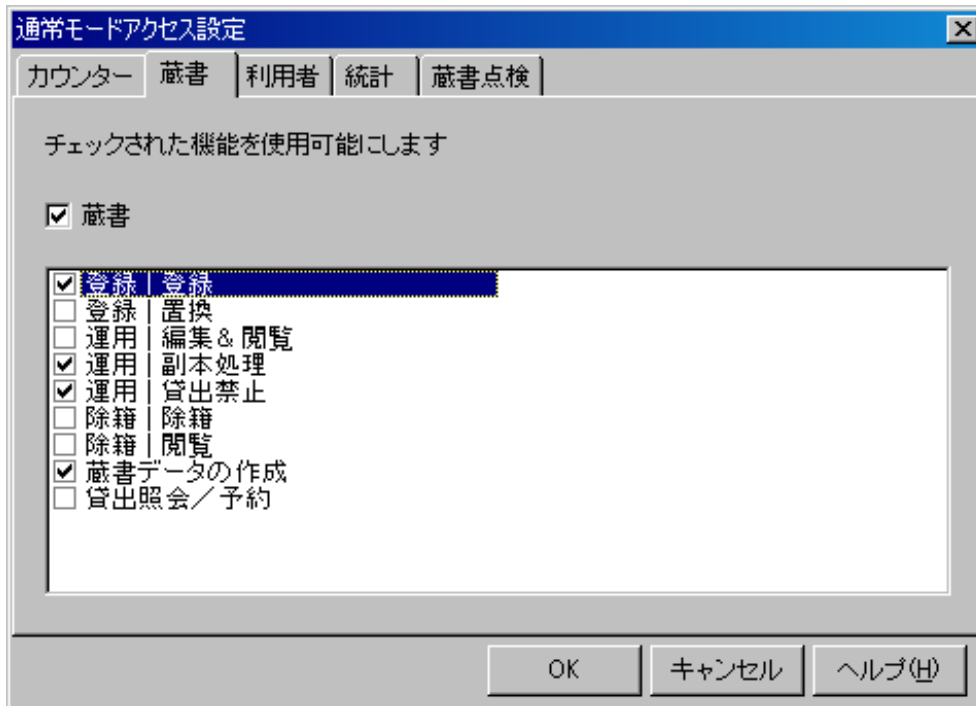 通常モードアクセス設定
カウンター 蔵書 利用者 統計 蔵書点検
チェックされた機能を使用可能にします
蔵書
登録｜登録
登録｜置換
運用｜編集＆閲覧
運用｜副本処理
運用｜貸出禁止
除籍｜除籍
除籍｜閲覧
蔵書データの作成
貸出照会／予約
OK キャンセル ヘルプ(H)